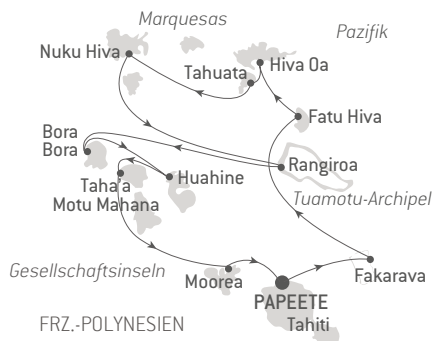 Marquesas
Pazifik
Nuku Hiva
Hiva Oa
Tahuata
Fatu Hiva
Bora
Bora
Rangiroa
Huahine
Taha'a
Motu Mahana
Tuamotu-Archipel
Gesellschaftsinseln
Moorea
Fakarava
PAPEETE
Tahiti
FRZ.-POLYNESIEN